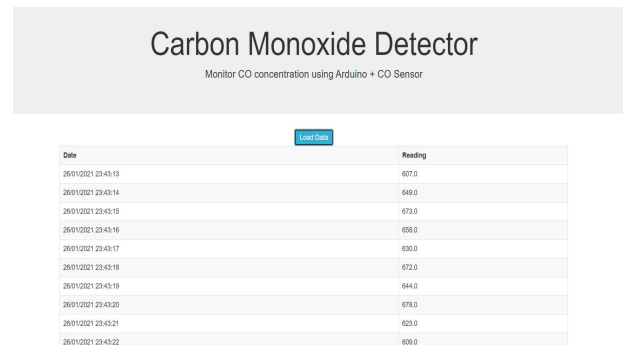 Carbon Monoxide Detector
Monitor CO concentration using Arduino + CO Sensor
Load Data
Date Reading
26/01/2021 23:43:13 607.0
26/01/2021 23:43:14 649.0
26/01/2021 23:43:15 673.0
26/01/2021 23:43:16 658.0
26/01/2021 23:43:17 630.0
26/01/2021 23:43:18 672.0
26/01/2021 23:43:19 644.0
26/01/2021 23:43:20 678.0
26/01/2021 23:43:21 623.0
26/01/2021 23:43:22 609.0